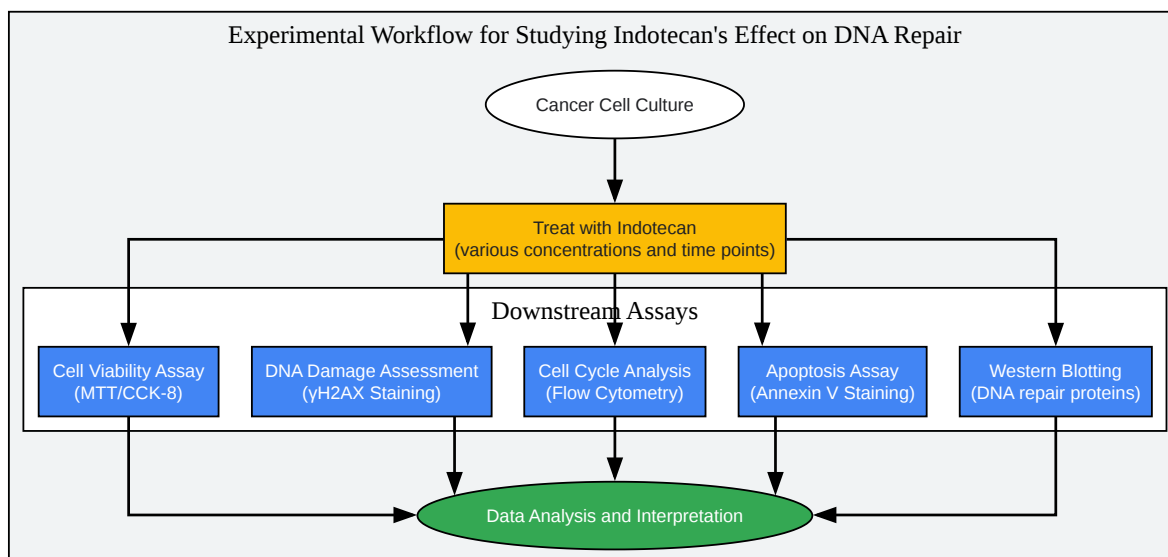 Experimental Workflow for Studying Indotecan's Effect on DNA Repair
Cancer Cell Culture
Treat with Indotecan
(various concentrations and time points)
Downstream Assays
Cell Viability Assay
(MTT/CCK-8)
DNA Damage Assessment
(γH2AX Staining)
Cell Cycle Analysis
(Flow Cytometry)
Apoptosis Assay
(Annexin V Staining)
Western Blotting
(DNA repair proteins)
Data Analysis and Interpretation